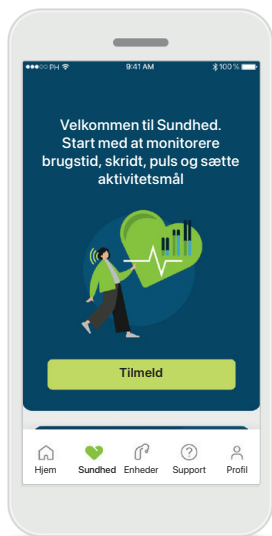 PH 9:41 AM 100 %
Velkommen til Sundhed.
Start med at monitorere
brugstid, skridt, puls og sætte
aktivitetsmål
Tilmeld
Hjem Sundhed Enheder Support Profil